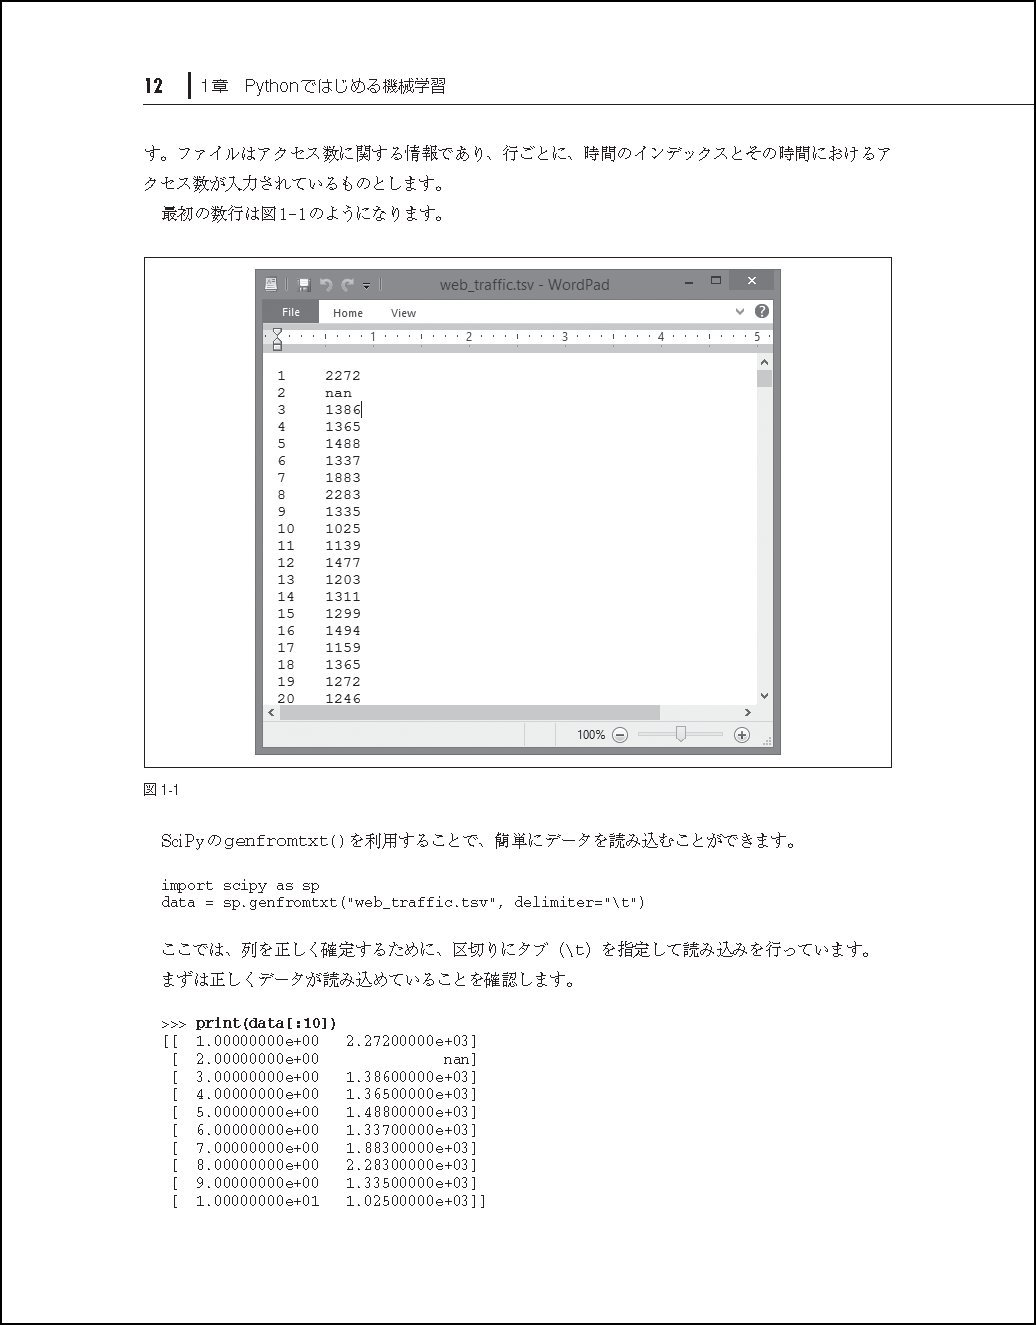 12 1章　Pythonではじめる機械学習
す。ファイルはアクセス数に関する情報であり、行ごとに、時間のインデックスとその時間におけるア
クセス数が入力されているものとします。
最初の数行は図1-1のようになります。
web_traffic.tsv - WordPad
File Home View
1 2 3 4 5
1 2272
2 nan
3 1386
4 1365
5 1488
6 1337
7 1883
8 2283
9 1335
10 1025
11 1139
12 1477
13 1203
14 1311
15 1299
16 1494
17 1159
18 1365
19 1272
20 1246
100%
図1-1
SciPyのgenfromtxt()を利用することで、簡単にデータを読み込むことができます。
import scipy as sp
data = sp.genfromtxt("web_traffic.tsv", delimiter="\t")
ここでは、列を正しく確定するために、区切りにタブ（\t）を指定して読み込みを行っています。
まずは正しくデータが読み込めていることを確認します。
>>> print(data[:10])
[[ 1.00000000e+00 2.27200000e+03]
[ 2.00000000e+00 nan]
[ 3.00000000e+00 1.38600000e+03]
[ 4.00000000e+00 1.36500000e+03]
[ 5.00000000e+00 1.48800000e+03]
[ 6.00000000e+00 1.33700000e+03]
[ 7.00000000e+00 1.88300000e+03]
[ 8.00000000e+00 2.28300000e+03]
[ 9.00000000e+00 1.33500000e+03]
[ 1.00000000e+01 1.02500000e+03]]